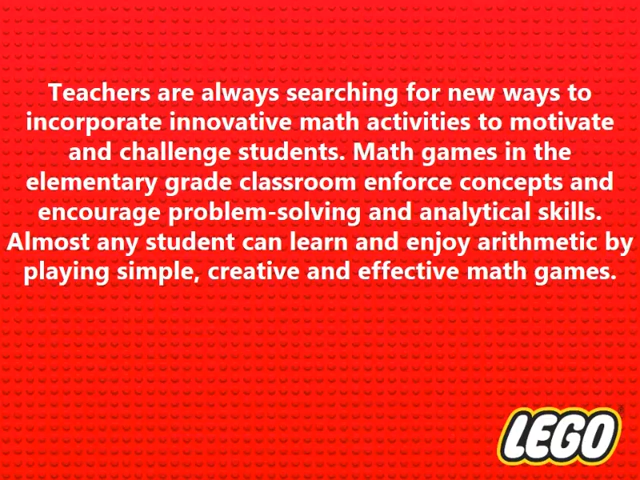 Teachers are always searching for new ways to
incorporate innovative math activities to motivate
and challenge students. Math games in the
elementary grade classroom enforce concepts and
encourage problem-solving and analytical skills.
Almost any student can learn and enjoy arithmetic by
playing simple, creative and effective math games.
LEGO